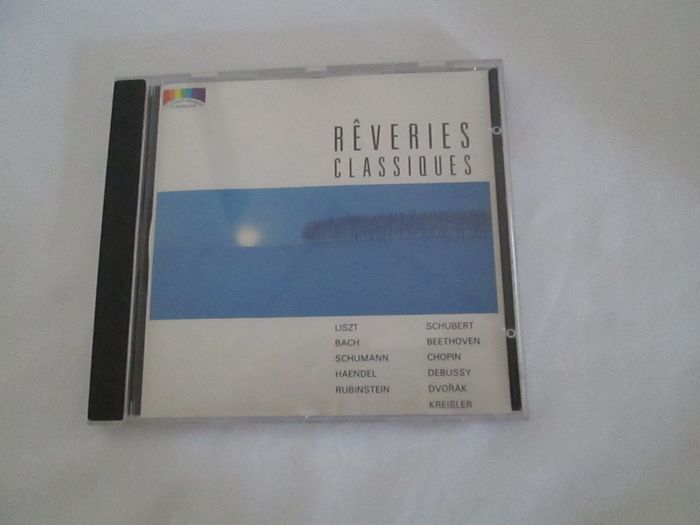 RÊVERIES
CLASSIQUES
LISZT
BACH
SCHUMANN
HAENDEL
RUBINSTEIN
SCHUBERT
BEETHOVEN
CHOPIN
DEBUSSY
DVOŘÁK
KREISLER